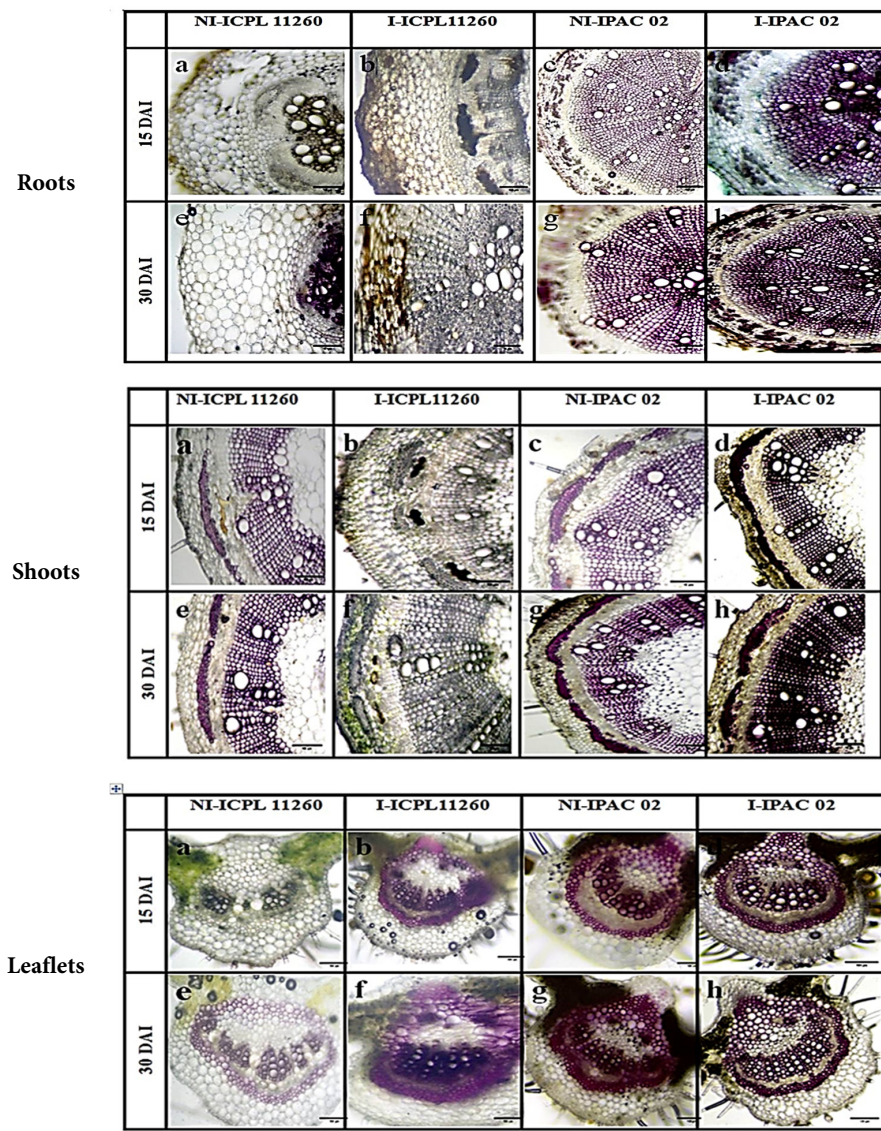 NI-ICPL 11260 I-ICPL11260 NI-IPAC 02 I-IPAC 02
a b c d
15 DAI
Roots
e f g h
30 DAI
NI-ICPL 11260 I-ICPL11260 NI-IPAC 02 I-IPAC 02
a b c d
15 DAI
Shoots
e f g h
30 DAI
NI-ICPL 11260 I-ICPL11260 NI-IPAC 02 I-IPAC 02
a b c d
15 DAI
Leaflets
e f g h
30 DAI